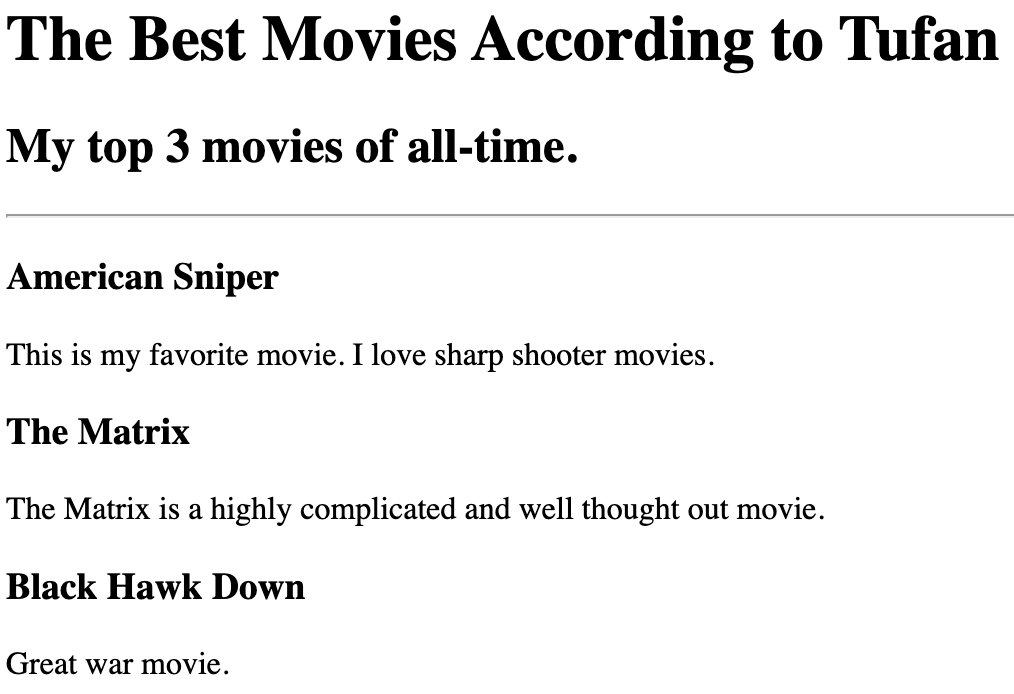 The Best Movies According to Tufan
My top 3 movies of all-time.
American Sniper
This is my favorite movie. I love sharp shooter movies.
The Matrix
The Matrix is a highly complicated and well thought out movie.
Black Hawk Down
Great war movie.